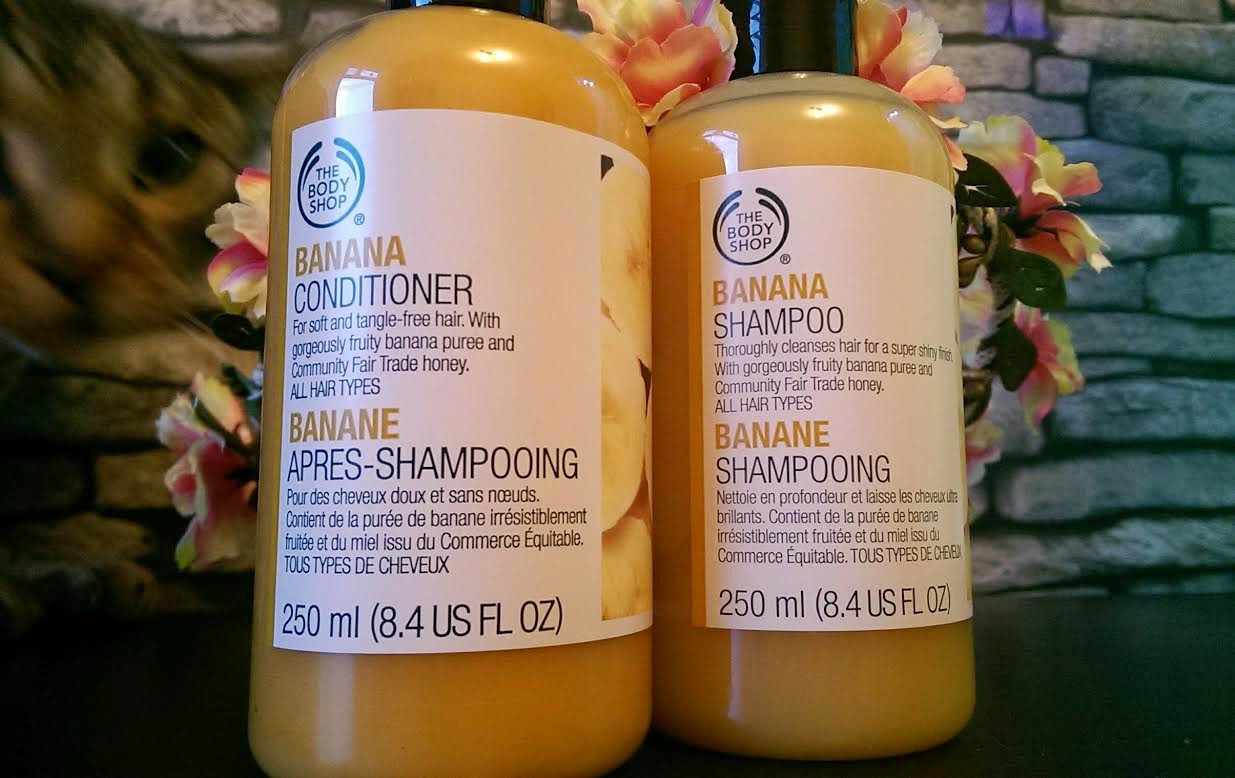 THE
BODY
SHOP
®
BANANA
CONDITIONER
For soft and tangle-free hair. With
gorgeously fruity banana puree and
Community Fair Trade honey.
ALL HAIR TYPES
BANANE
APRES-SHAMPOOING
Pour des cheveux doux et sans nœuds.
Contient de la purée de banane irrésistiblement
fruitée et du miel issu du Commerce Équitable.
TOUS TYPES DE CHEVEUX
250 ml (8.4 US FL OZ)
THE
BODY
SHOP
®
BANANA
SHAMPOO
Thoroughly cleanses hair for a super shiny finish.
With gorgeously fruity banana puree and
Community Fair Trade honey.
ALL HAIR TYPES
BANANE
SHAMPOOING
Nettoie en profondeur et laisse les cheveux ultra
brillants. Contient de la purée de banane
irrésistiblement fruitée et du miel issu du
Commerce Équitable. TOUS TYPES DE CHEVEUX
250 ml (8.4 US FL OZ)